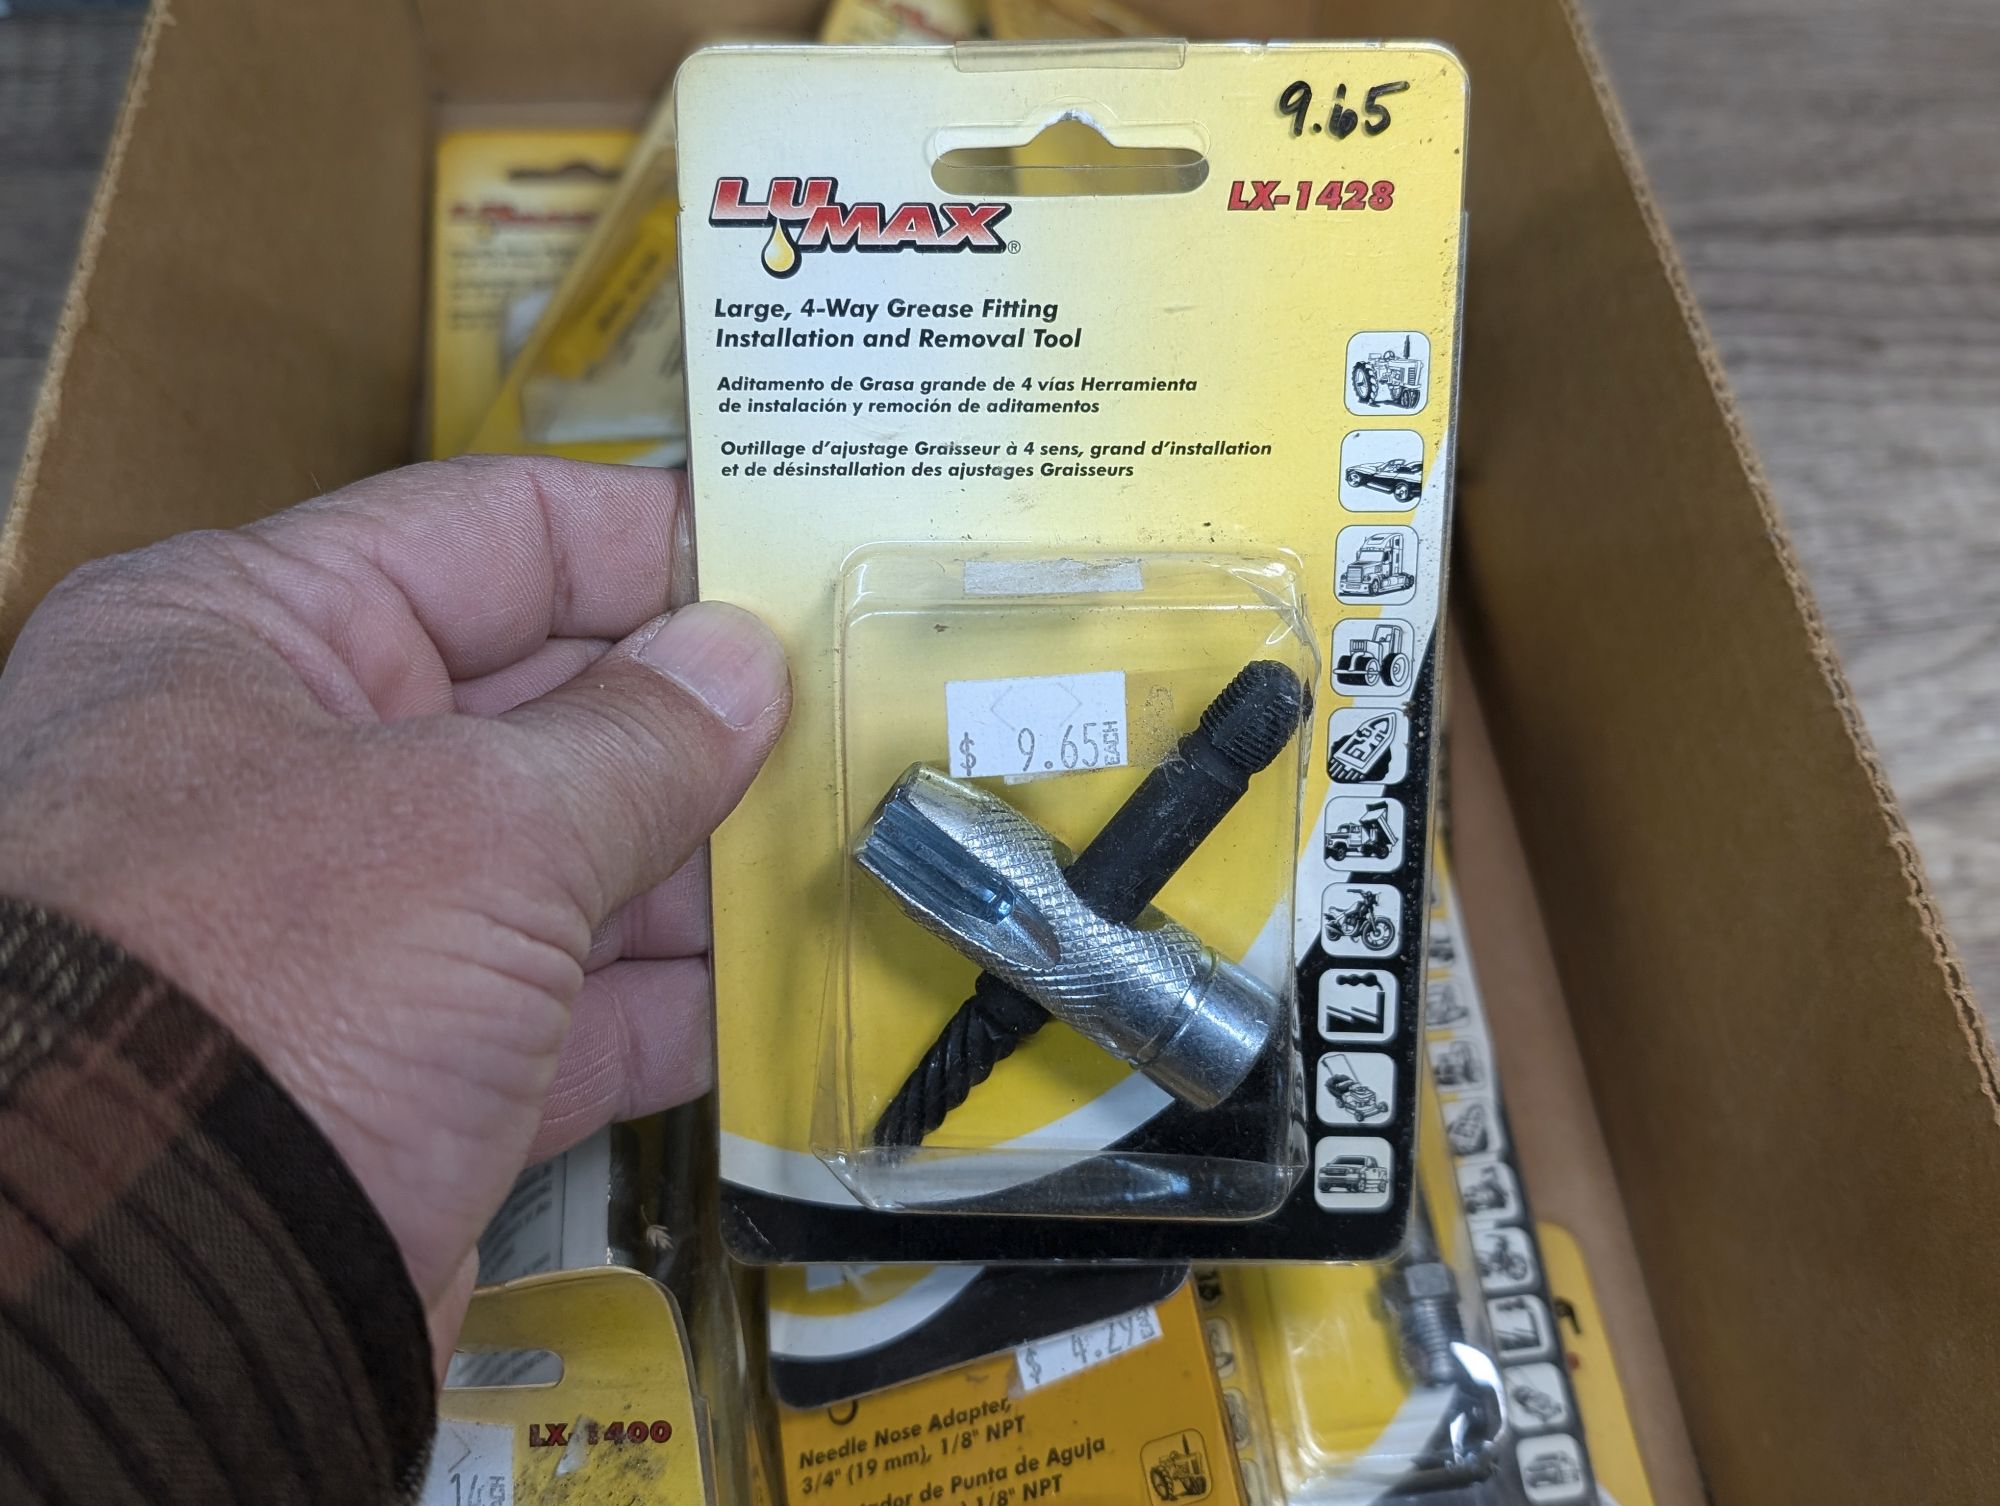 9.65
LUMAX®
LX-1428
Large, 4-Way Grease Fitting
Installation and Removal Tool
Aditamento de Grasa grande de 4 vías Herramienta
de instalación y remoción de aditamentos
Outillage d'ajustage Graisseur à 4 sens, grand d'installation
et de désinstallation des ajustages Graisseurs
$ 9.65 EACH
$ 4.29
LX-1400
Needle Nose Adapter,
3/4" (19 mm), 1/8" NPT
de Punta de Aguja
1/8" NPT